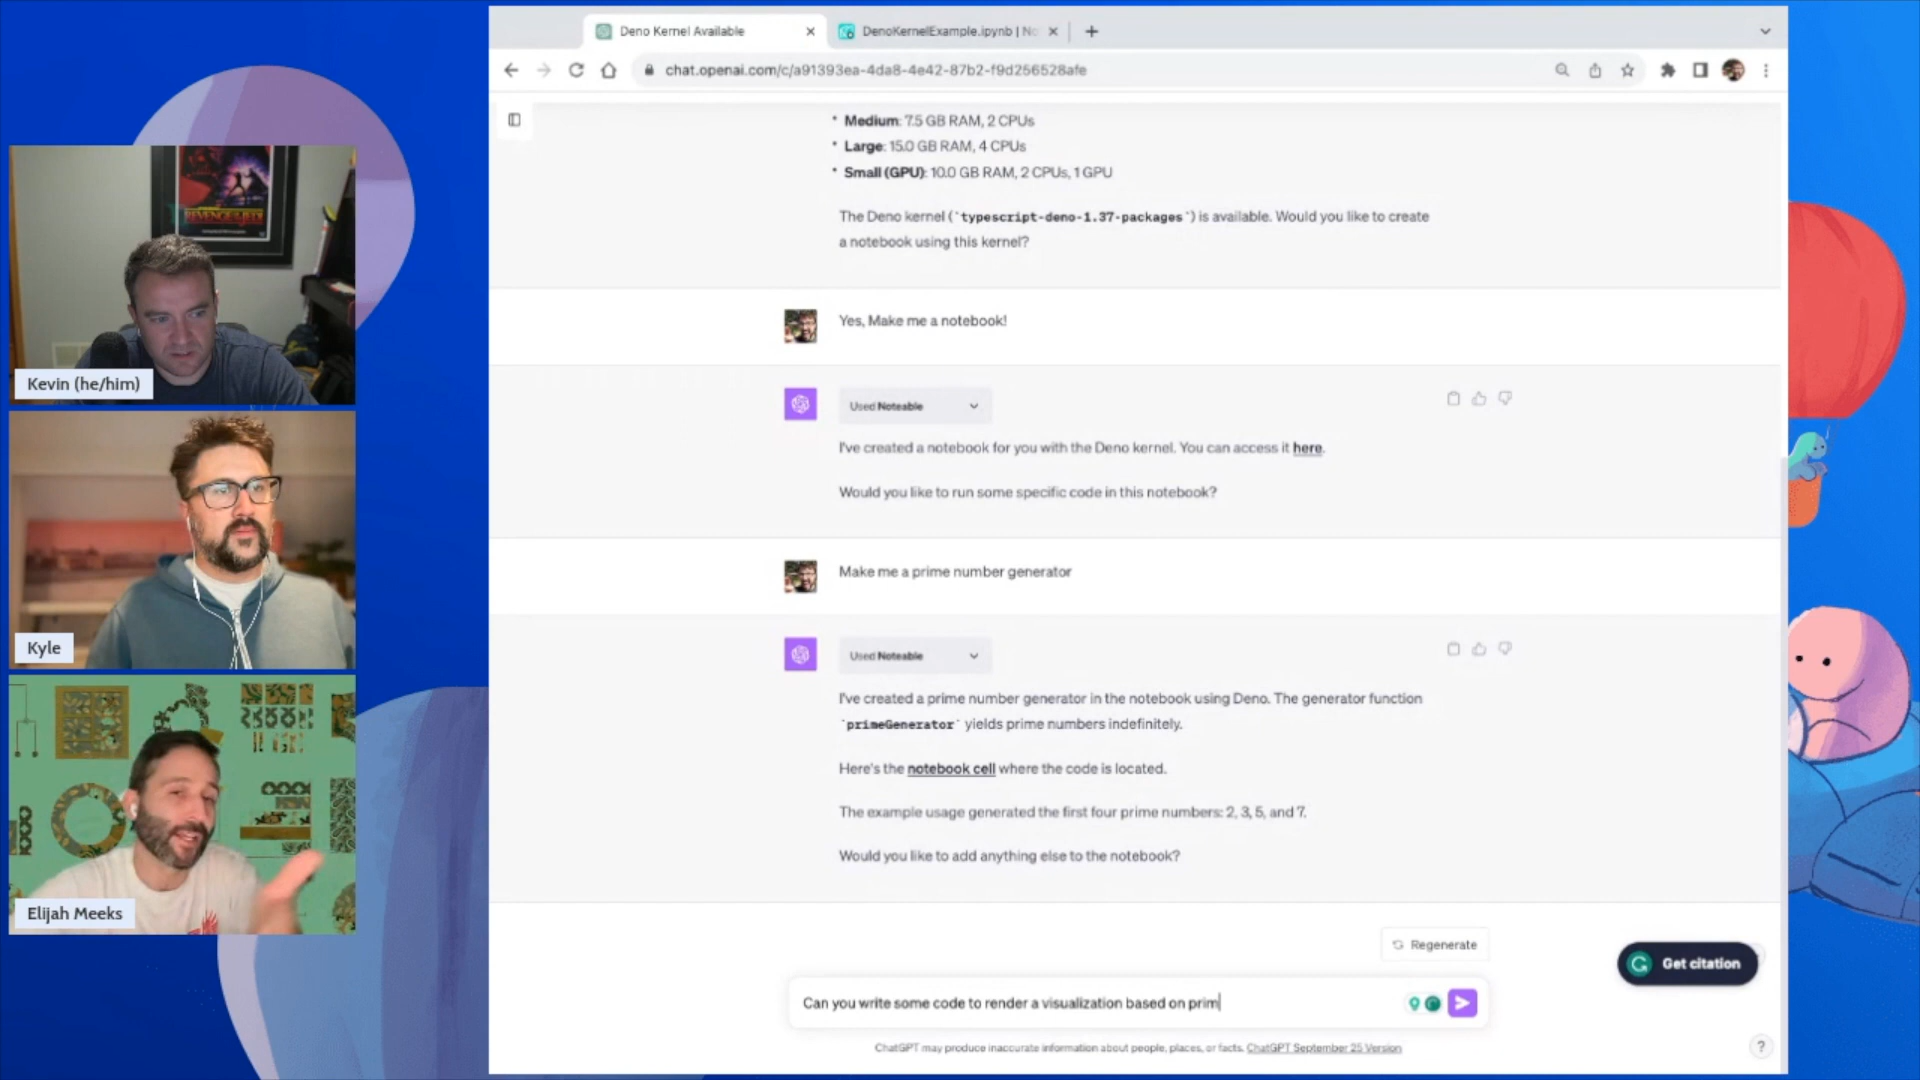 Deno Kernel Available
DenoKernelExample.ipynb | No
chat.openai.com/c/a91393ea-4da8-4e42-87b2-f9d256528afe
• Medium: 7.5 GB RAM, 2 CPUs
• Large: 15.0 GB RAM, 4 CPUs
• Small (GPU): 10.0 GB RAM, 2 CPUs, 1 GPU
The Deno kernel (`typescript-deno-1.37-packages`) is available. Would you like to create
a notebook using this kernel?
Yes, Make me a notebook!
Used Noteable
I've created a notebook for you with the Deno kernel. You can access it here.
Would you like to run some specific code in this notebook?
Make me a prime number generator
Used Noteable
I've created a prime number generator in the notebook using Deno. The generator function
`primeGenerator` yields prime numbers indefinitely.
Here's the notebook cell where the code is located.
The example usage generated the first four prime numbers: 2, 3, 5, and 7.
Would you like to add anything else to the notebook?
Regenerate
Get citation
Can you write some code to render a visualization based on prim
ChatGPT may produce inaccurate information about people, places, or facts. ChatGPT September 25 Version
?
REVENGE OF THE JEDI
Kevin (he/him)
Kyle
Elijah Meeks